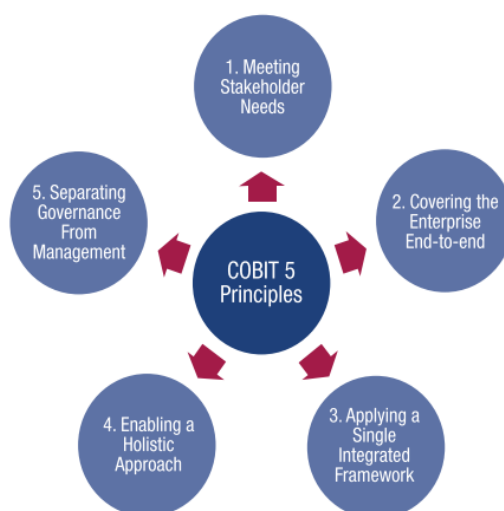 1. Meeting
Stakeholder
Needs
5. Separating
Governance
From
Management
2. Covering the
Enterprise
End-to-end
COBIT 5
Principles
4. Enabling a
Holistic
Approach
3. Applying a
Single
Integrated
Framework